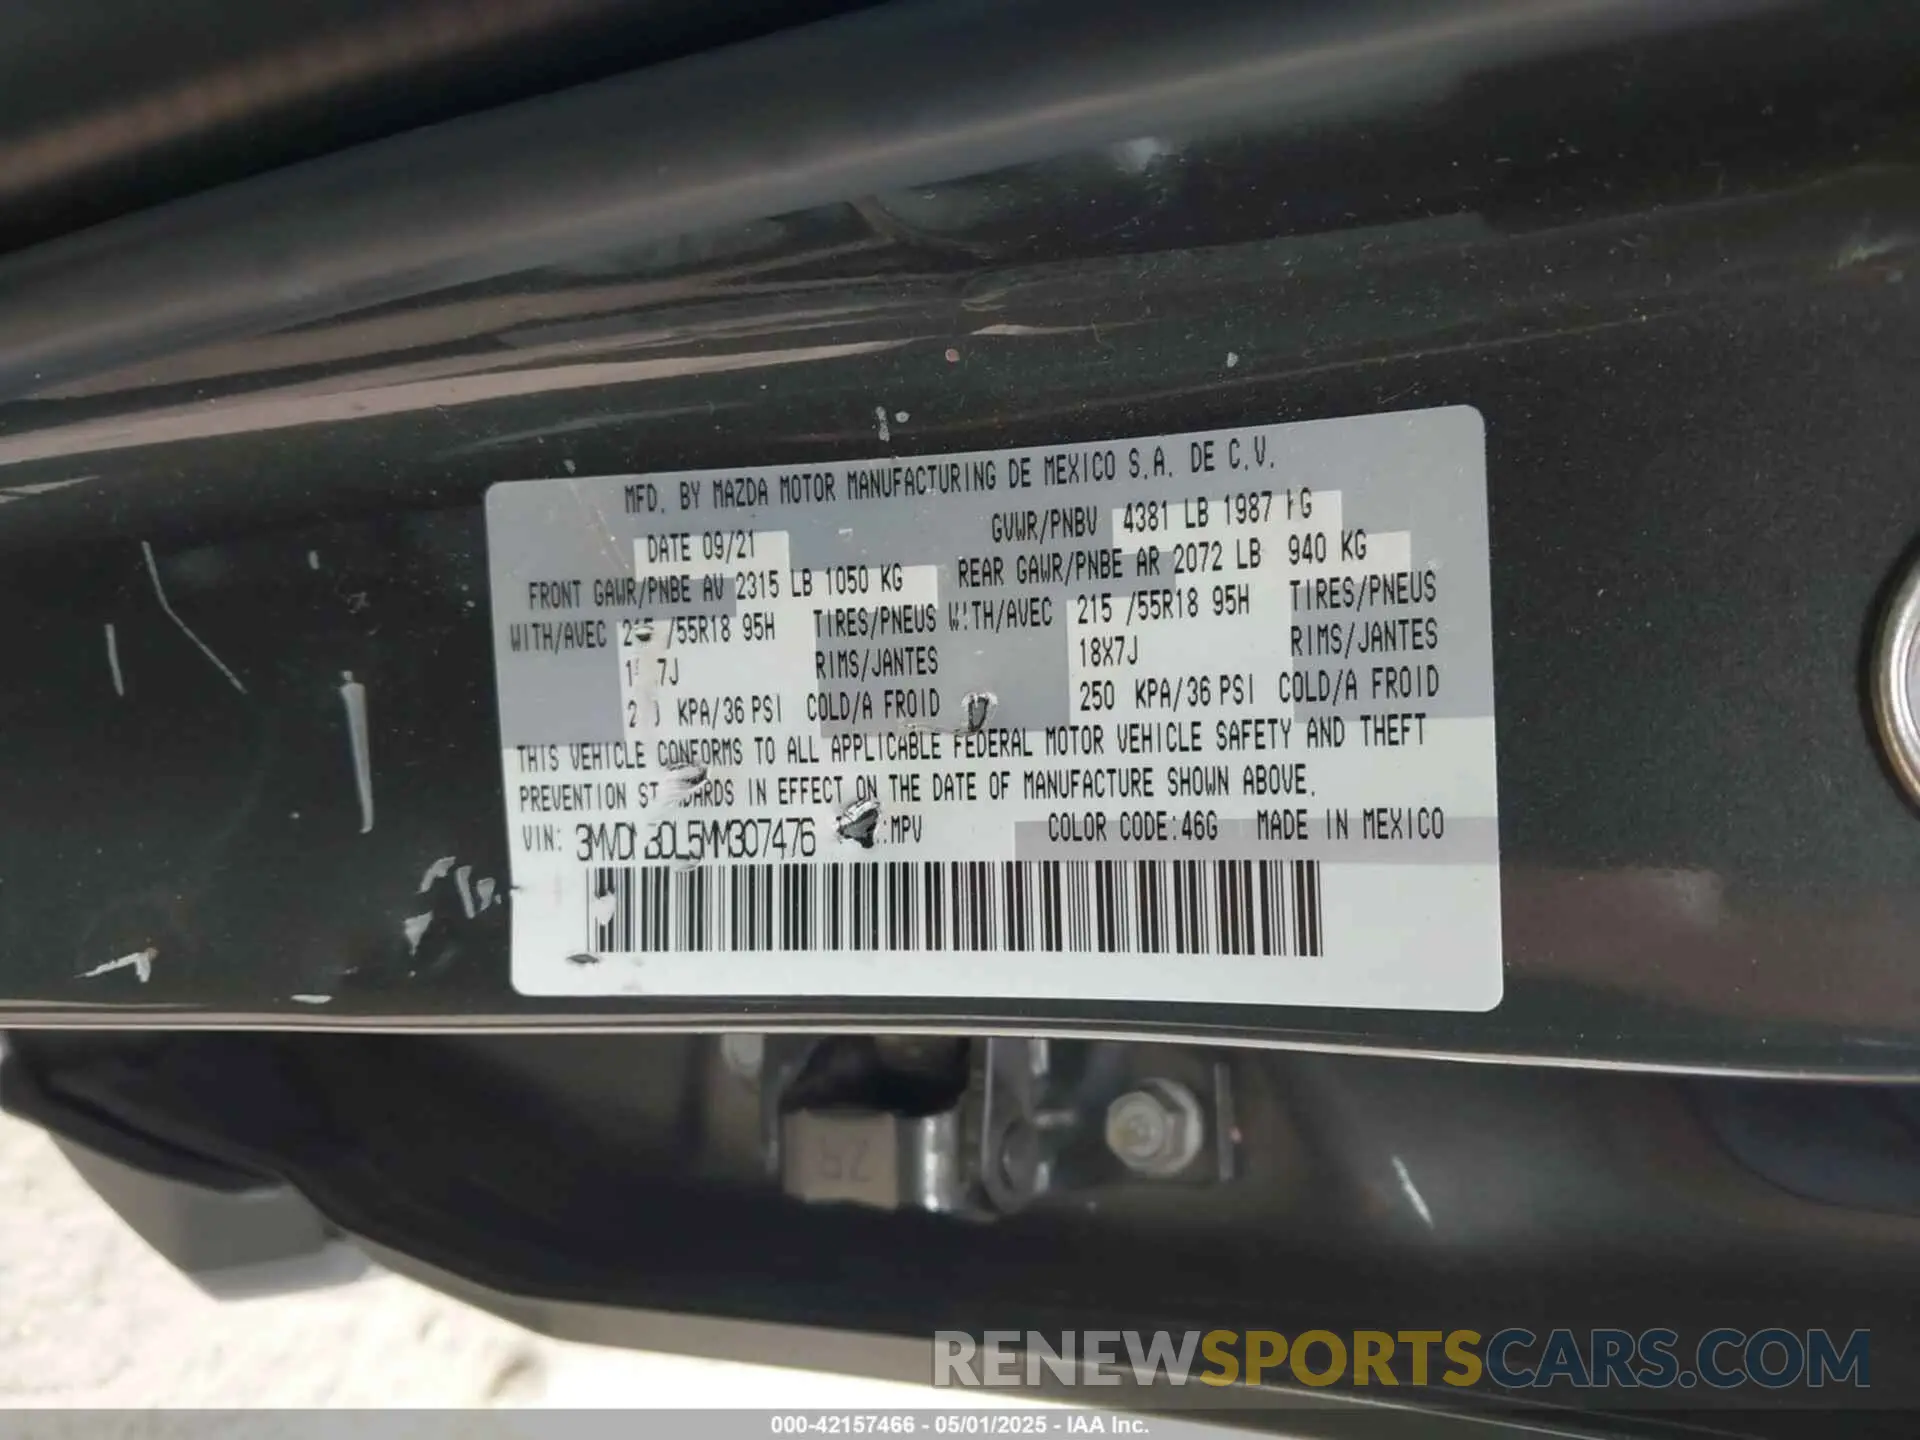 MFD. BY MAZDA MOTOR MANUFACTURING DE MEXICO S.A. DE C.V.
DATE 09/21 GVWR/PNBV 4381 LB 1987 KG
FRONT GAWR/PNBE AV 2315 LB 1050 KG REAR GAWR/PNBE AR 2072 LB 940 KG
WITH/AVEC 215 /55R18 95H TIRES/PNEUS WITH/AVEC 215 /55R18 95H TIRES/PNEUS
RIMS/JANTES 18X7J RIMS/JANTES
KPA/36 PSI COLD/A FROID 250 KPA/36 PSI COLD/A FROID
THIS VEHICLE CONFORMS TO ALL APPLICABLE FEDERAL MOTOR VEHICLE SAFETY AND THEFT
PREVENTION STANDARDS IN EFFECT ON THE DATE OF MANUFACTURE SHOWN ABOVE.
VIN: :MPV COLOR CODE:46G MADE IN MEXICO
RENEWSPORTSCARS.COM
000-42157466 - 05/01/2025 - IAA Inc.